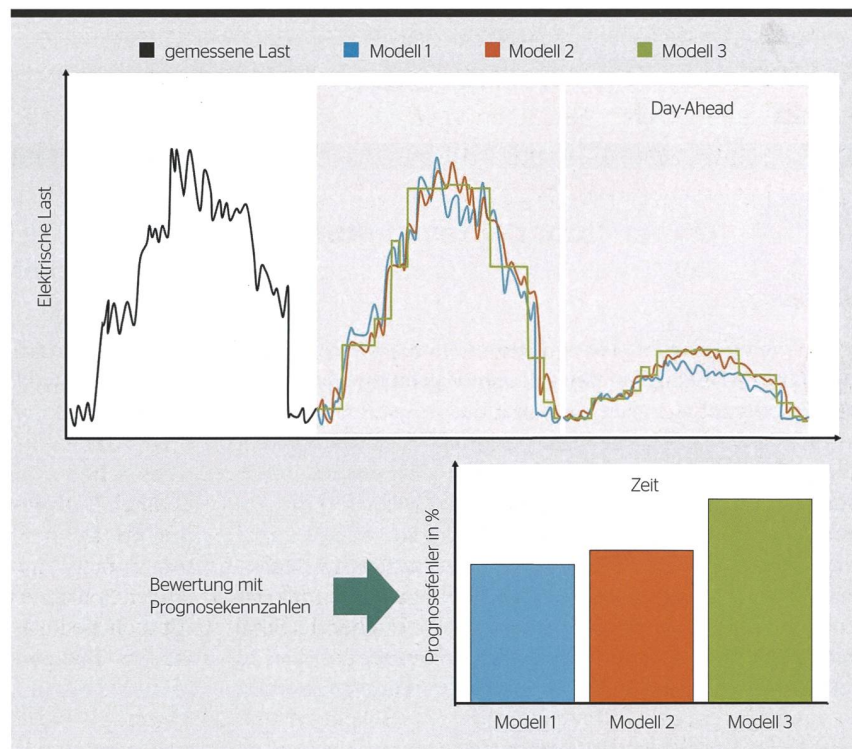 gemessene Last Modell 1 Modell 2 Modell 3
Day-Ahead
Elektrische Last
Zeit
Bewertung mit
Prognosekennzahlen
Prognosefehler in %
Modell 1 Modell 2 Modell 3